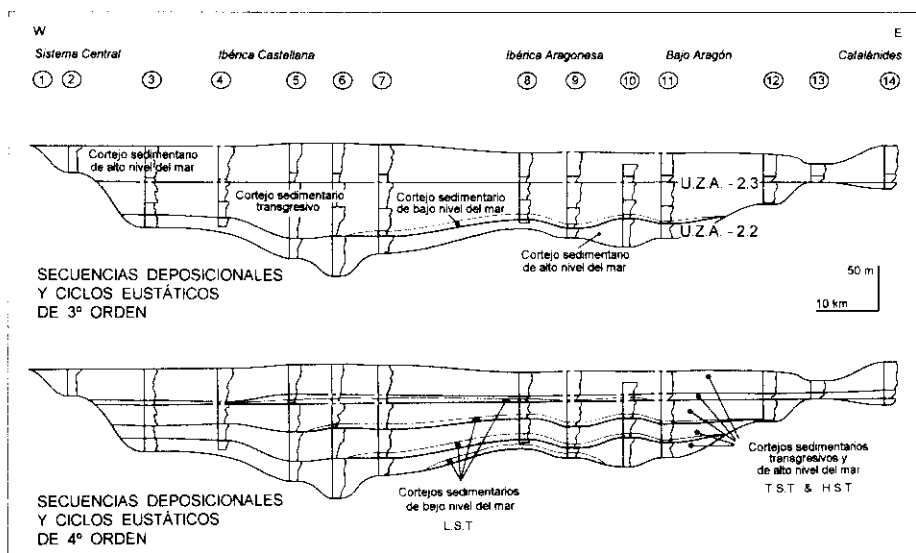 W E
Sistema Central Ibérica Castellana Ibérica Aragonesa Bajo Aragón Catalánides
1 2 3 4 5 6 7 8 9 10 11 12 13 14
Cortejo sedimentario
de alto nivel del mar
Cortejo sedimentario
transgresivo
Cortejo sedimentario
de bajo nivel del mar
U.Z.A. - 2.3
U.Z.A. - 2.2
Cortejo sedimentario
de alto nivel del mar
SECUENCIAS DEPOSICIONALES
Y CICLOS EUSTÁTICOS
DE 3º ORDEN
50 m
10 km
Cortejos sedimentarios
de bajo nivel del mar
L.S.T
Cortejos sedimentarios
transgresivos y
de alto nivel del mar
T.S.T & H.S.T
SECUENCIAS DEPOSICIONALES
Y CICLOS EUSTÁTICOS
DE 4º ORDEN